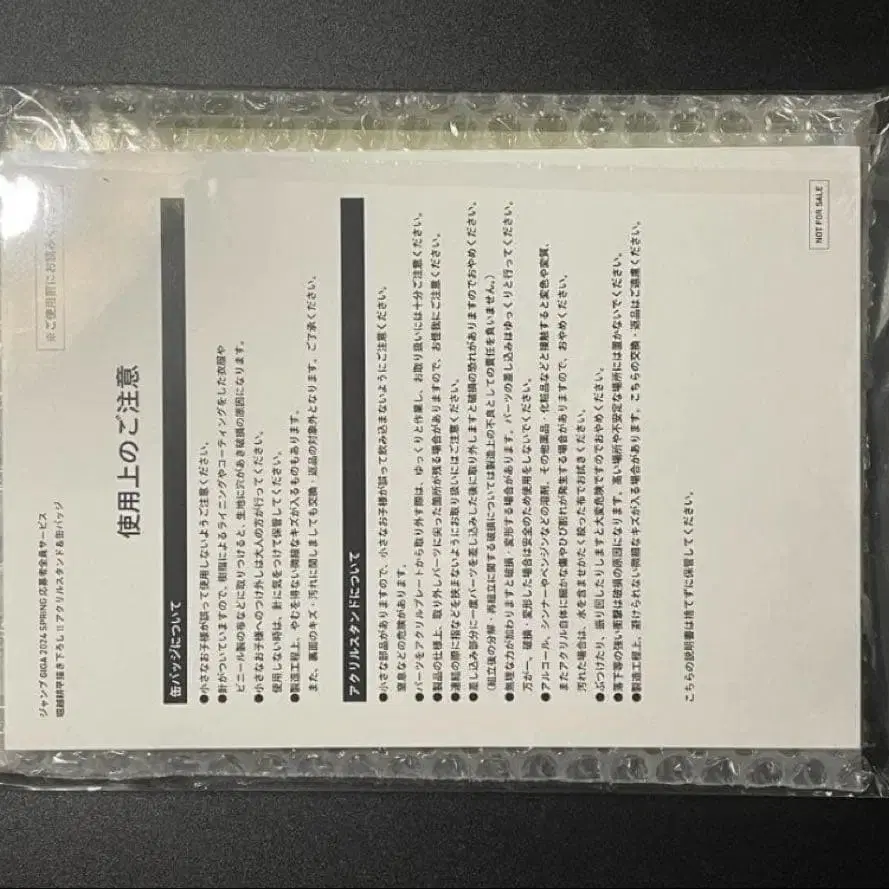 ジャンプGIGA 2024 SPRING 応募者全員サービス
堀越耕平描き下ろし!! アクリルスタンド&缶バッジ
※ご使用前にお読みください
使用上のご注意
缶バッジについて
●小さなお子様が誤って使用しないようご注意ください。
●針がついていますので、樹脂によるライニングやコーティングをした衣服や
ビニール製の布などに取りつけると、生地に穴があき破損の原因になります。
●小さなお子様へのつけ外しは大人の方が行ってください。
使用しない時は、針に気をつけて保管してください。
●製造工程上、やむを得ない微細なキズが入るものもあります。
また、裏面のキズ・汚れに関しましても交換・返品の対象外となります。ご了承ください。
アクリルスタンドについて
●小さな部品がありますので、小さなお子様が誤って飲み込まないようにご注意ください。
窒息などの危険があります。
●パーツをアクリルプレートから取り外す際は、ゆっくりと作業し、お取り扱いには十分ご注意ください。
●製品の仕様上、取り外しパーツに尖った箇所が残る場合がありますので、お怪我にご注意ください。
●連結の際に指などを挟まないようにお取り扱いにはご注意ください。
●差し込み部分に一度パーツを差し込みした後に取り外しますと破損の恐れがありますのでおやめください。
(組立後の分解・再組立に関する破損については製造上の不良としての責任を負いません。)
●無理な力が加わりますと破損・変形する場合があります。パーツの差し込みはゆっくりと行ってください。
万が一、破損・変形した場合は安全のため使用をしないでください。
●アルコール、シンナーやベンジンなどの溶剤、その他薬品・化粧品などと接触すると変色や変質、
またアクリル自体に細かな傷やひび割れが発生する場合がありますので、おやめください。
汚れた場合は、水を含ませかたく絞った布でお拭きください。
●ぶつけたり、振り回したりしますと大変危険ですのでおやめください。
●落下等の強い衝撃は破損の原因になります。高い場所や不安定な場所には置かないでください。
●製造工程上、避けられない微細なキズが入る場合があります。こちらの交換・返品はご遠慮ください。
こちらの説明書は捨てずに保管してください。
NOT FOR SALE